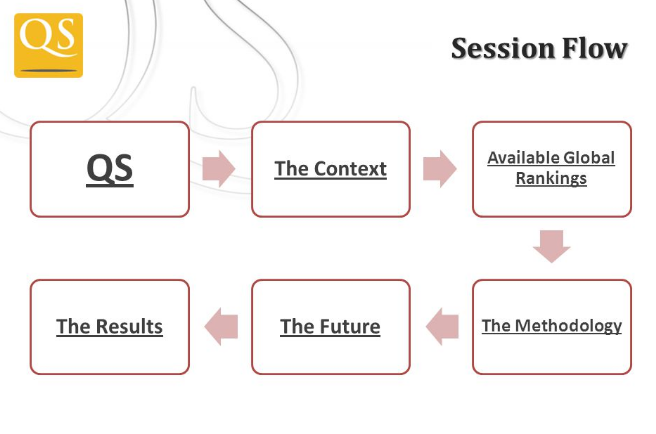 QS
Session Flow
QS
The Context
Available Global
Rankings
The Methodology
The Future
The Results